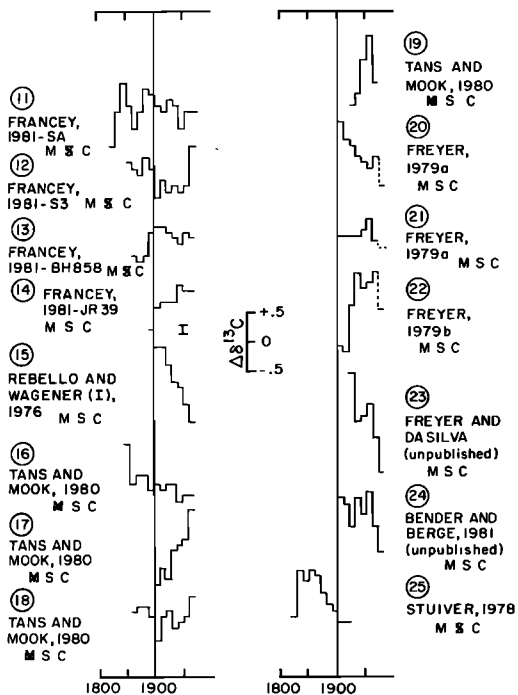 11
FRANCEY,
1981-SA
M S C
12
FRANCEY,
1981-S3 M S C
13
FRANCEY,
1981-BH858 M S C
14 FRANCEY,
1981-JR39
M S C
I
15
REBELLO AND
WAGENER (I),
1976 M S C
16
TANS AND
MOOK, 1980
M S C
17
TANS AND
MOOK, 1980
M S C
18
TANS AND
MOOK, 1980
M S C
1800 1900
Δδ¹³C
+.5
0
-.5
19
TANS AND
MOOK, 1980
M S C
20
FREYER,
1979a
M S C
21
FREYER,
1979a M S C
22
FREYER,
1979b
M S C
23
FREYER AND
DASILVA
(unpublished)
M S C
24
BENDER AND
BERGE, 1981
(unpublished)
M S C
25
STUIVER, 1978
M S C
1800 1900